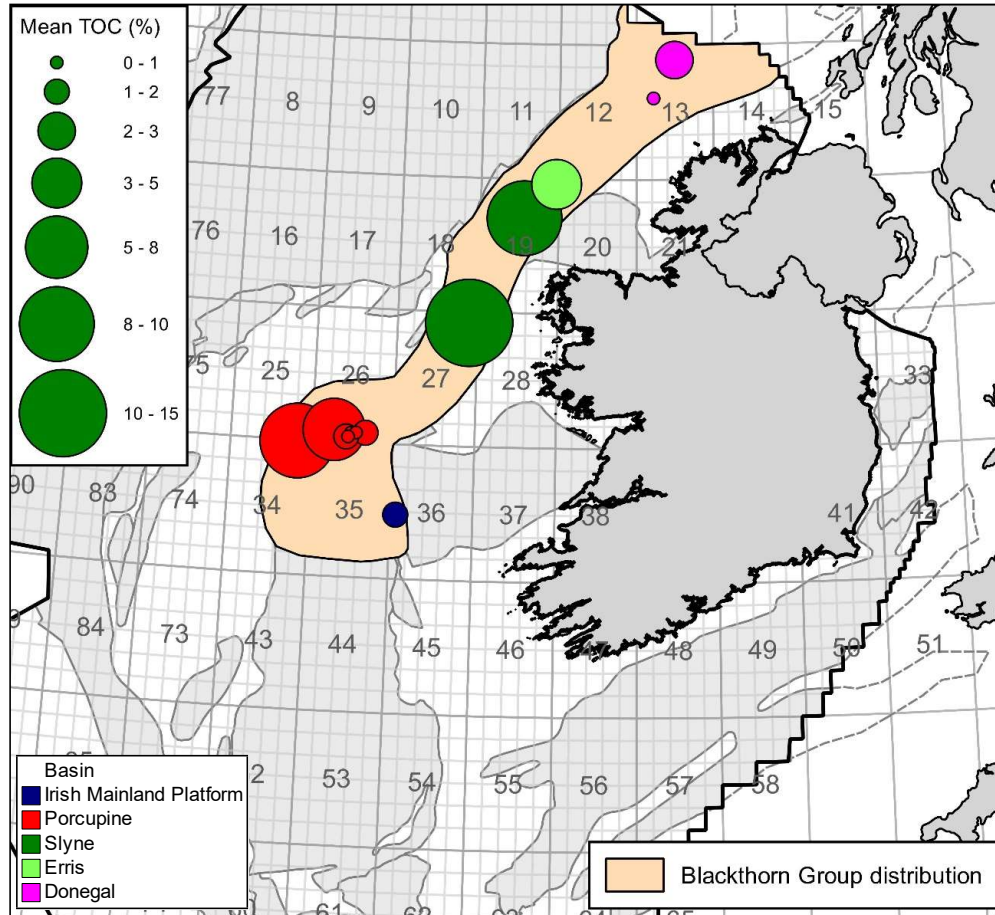 Mean TOC (%)
0 - 1
1 - 2
2 - 3
3 - 5
5 - 8
8 - 10
10 - 15
77 8 9 10 11 12 13 14 15
76 16 17 18 19 20 21
25 26 27 28 33
90 83 74 34 35 36 37 38 41 42
84 73 43 44 45 46 47 48 49 50 51
53 54 55 56 57 58
61 62
Basin
Irish Mainland Platform
Porcupine
Slyne
Erris
Donegal
Blackthorn Group distribution